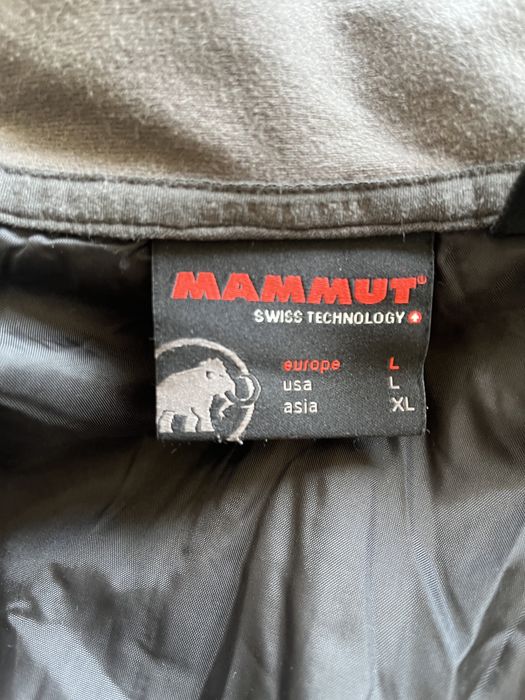 MAMMUT®
SWISS TECHNOLOGY
europe L
usa L
asia XL